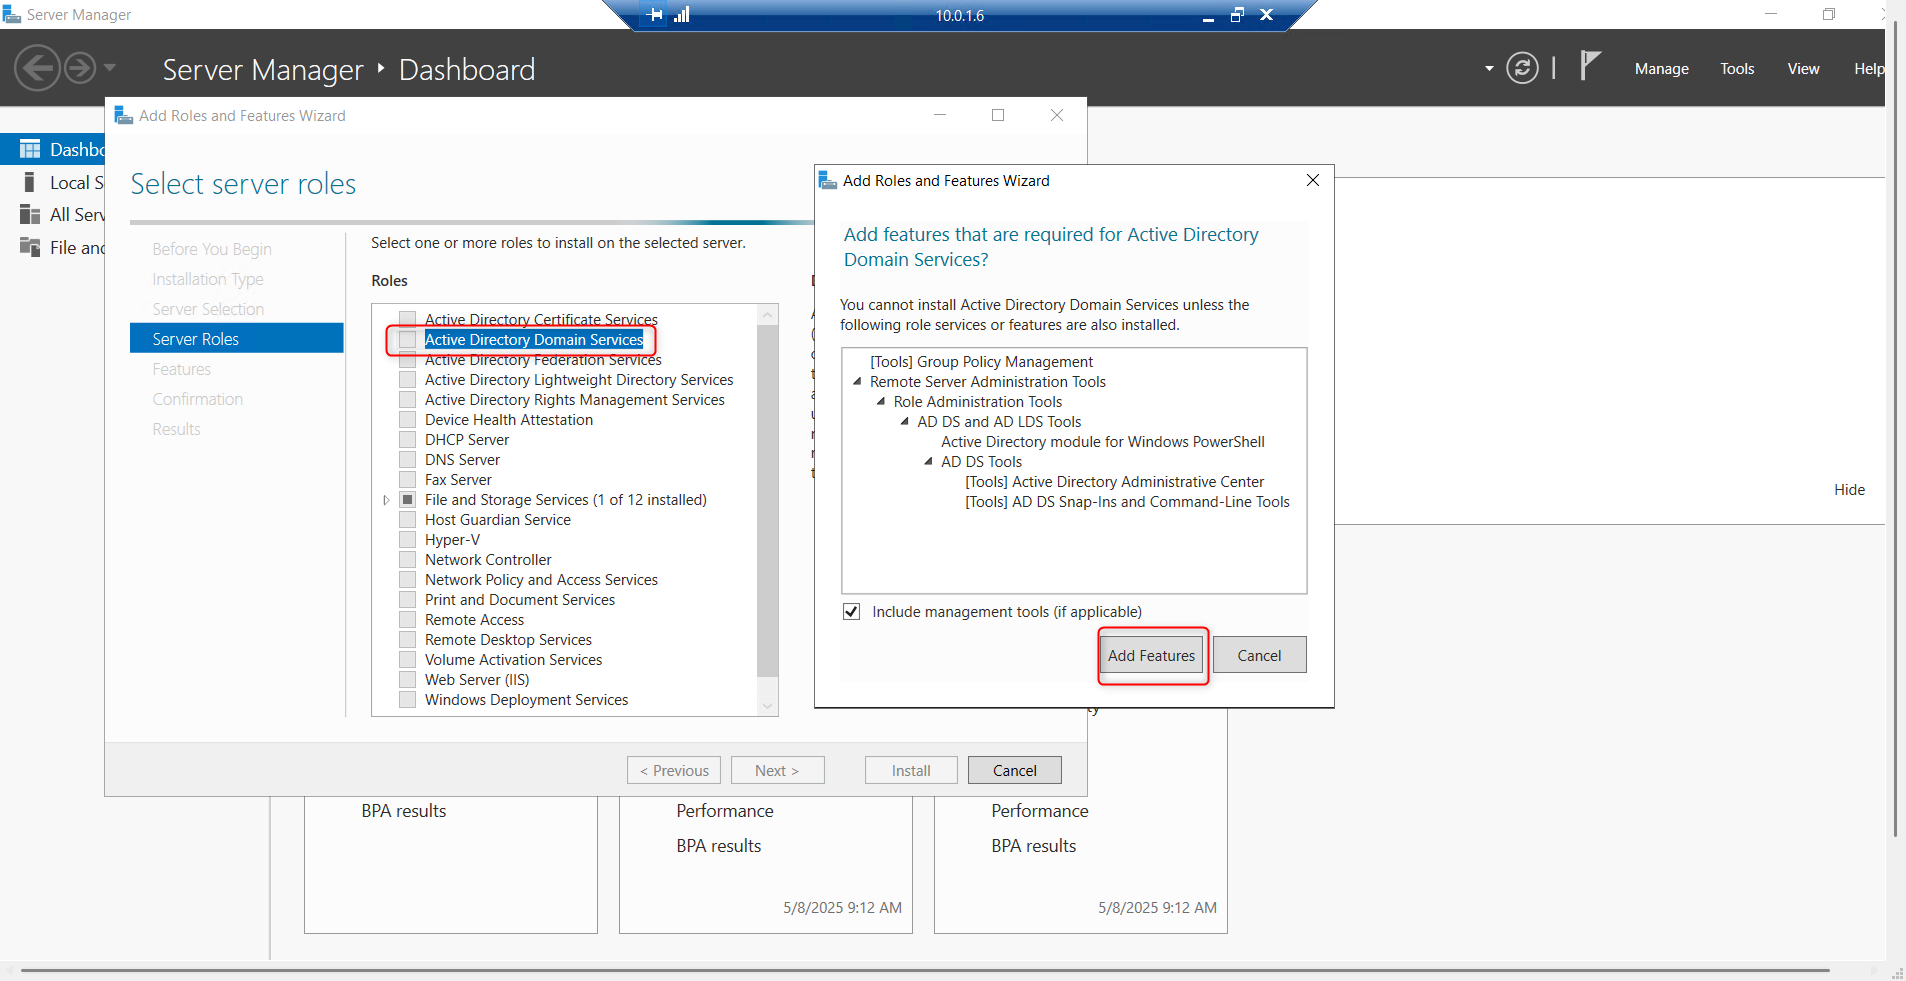 Server Manager
10.0.1.6
Server Manager ‣ Dashboard
Manage
Tools
View
Help
Add Roles and Features Wizard
Dashbo
Local S
All Serv
File and
Select server roles
Before You Begin
Installation Type
Server Selection
Server Roles
Features
Confirmation
Results
Select one or more roles to install on the selected server.
Roles
Active Directory Certificate Services
Active Directory Domain Services
Active Directory Federation Services
Active Directory Lightweight Directory Services
Active Directory Rights Management Services
Device Health Attestation
DHCP Server
DNS Server
Fax Server
File and Storage Services (1 of 12 installed)
Host Guardian Service
Hyper-V
Network Controller
Network Policy and Access Services
Print and Document Services
Remote Access
Remote Desktop Services
Volume Activation Services
Web Server (IIS)
Windows Deployment Services
< Previous
Next >
Install
Cancel
Add Roles and Features Wizard
Add features that are required for Active Directory
Domain Services?
You cannot install Active Directory Domain Services unless the
following role services or features are also installed.
[Tools] Group Policy Management
Remote Server Administration Tools
Role Administration Tools
AD DS and AD LDS Tools
Active Directory module for Windows PowerShell
AD DS Tools
[Tools] Active Directory Administrative Center
[Tools] AD DS Snap-Ins and Command-Line Tools
Include management tools (if applicable)
Add Features
Cancel
Hide
BPA results
Performance
BPA results
5/8/2025 9:12 AM
Performance
BPA results
5/8/2025 9:12 AM